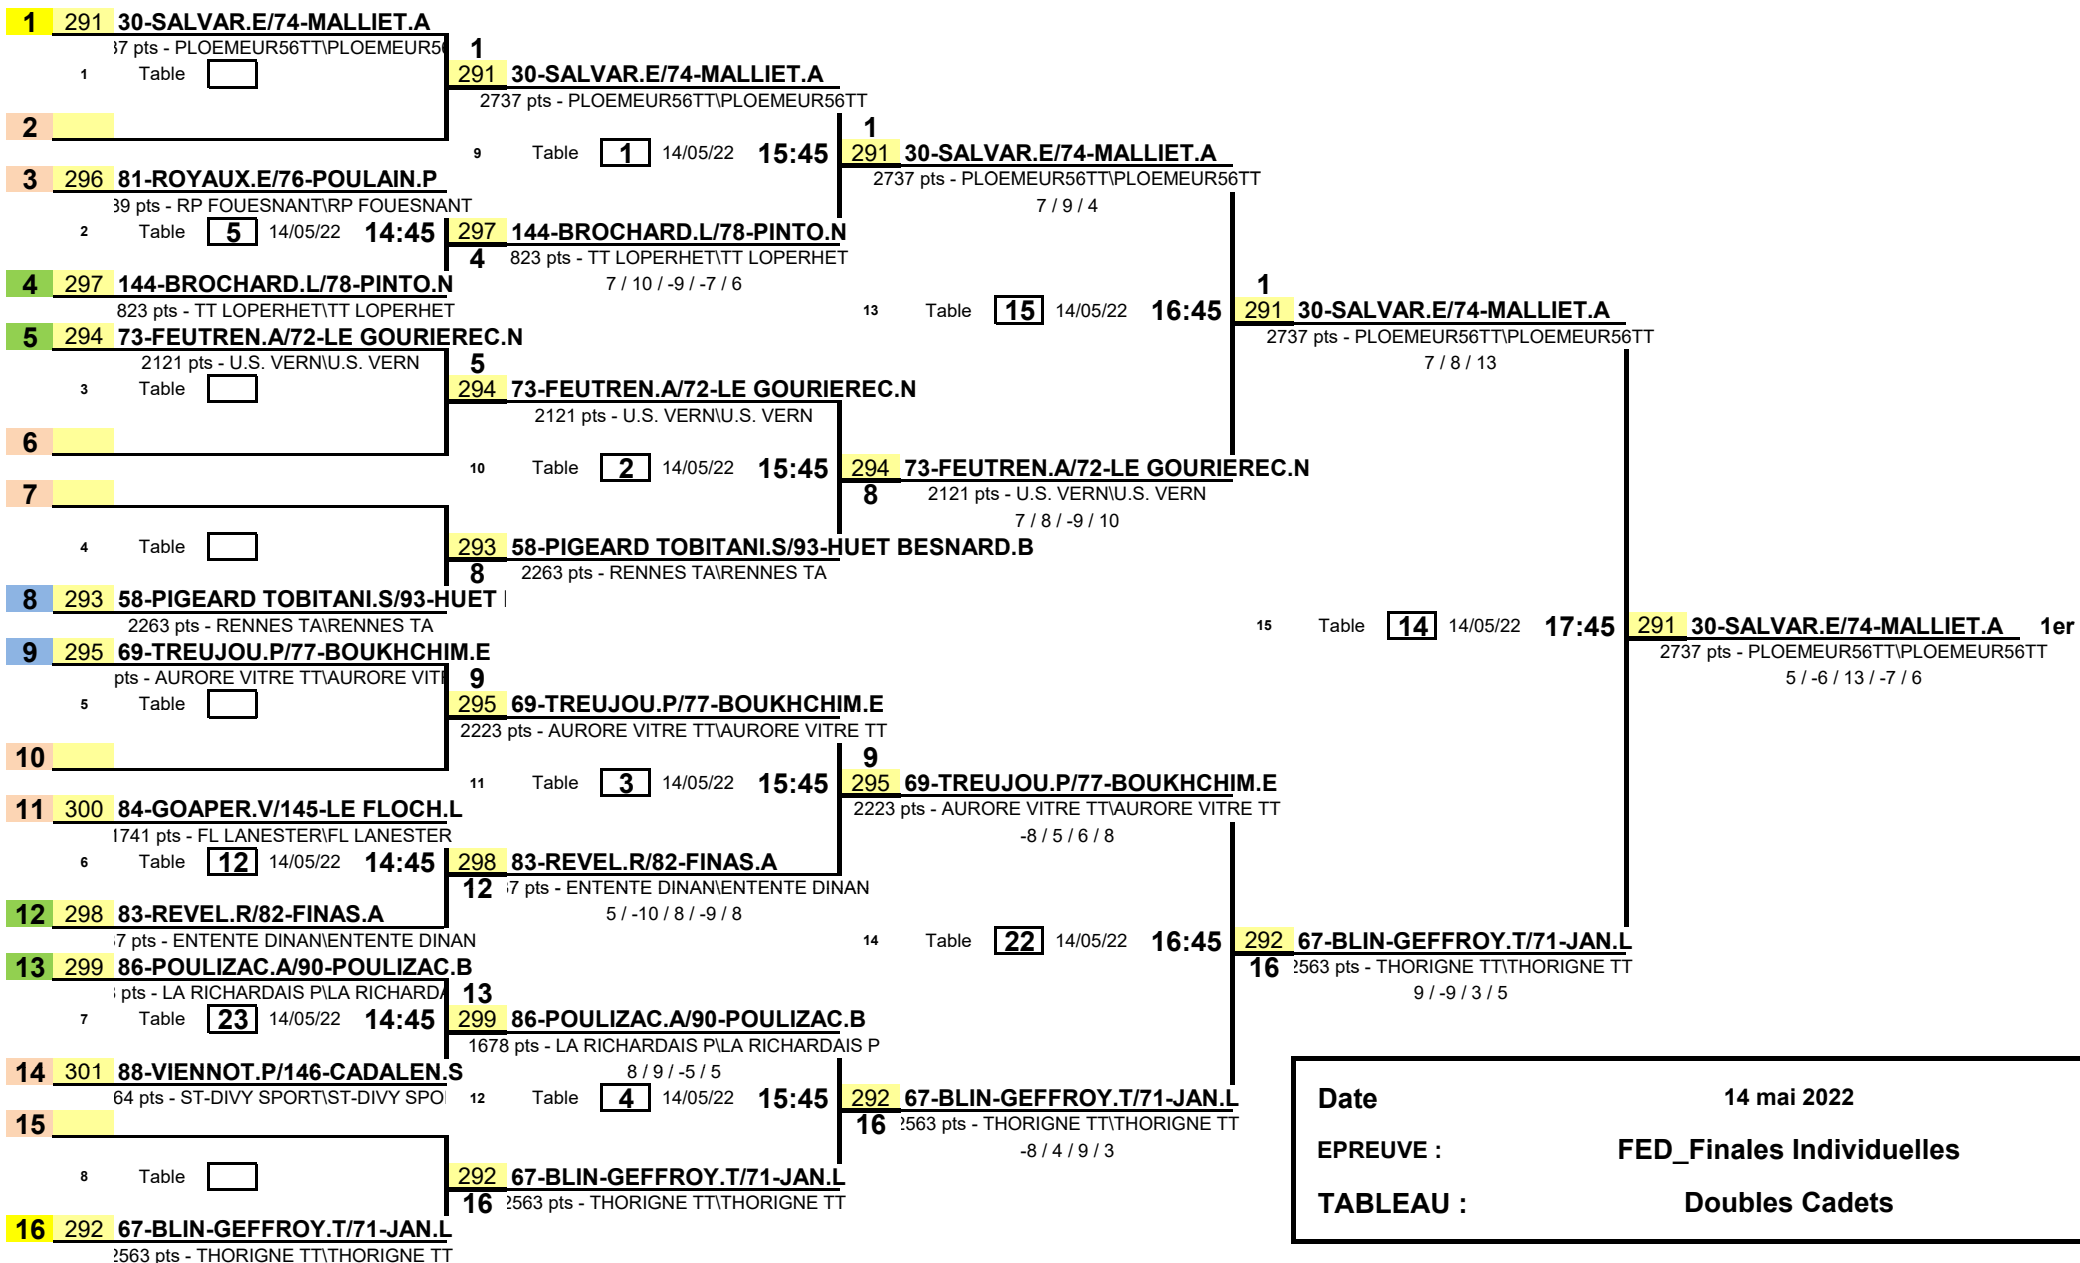 1 291 30-SALVAR.E/74-MALLIET.A
37 pts - PLOEMEUR56TT\PLOEMEUR56
1
1 Table
291 30-SALVAR.E/74-MALLIET.A
2737 pts - PLOEMEUR56TT\PLOEMEUR56TT
2
1
9 Table 1 14/05/22 15:45
291 30-SALVAR.E/74-MALLIET.A
2737 pts - PLOEMEUR56TT\PLOEMEUR56TT
7 / 9 / 4
3 296 81-ROYAUX.E/76-POULAIN.P
39 pts - RP FOUESNANT\RP FOUESNANT
2 Table 5 14/05/22 14:45
297 144-BROCHARD.L/78-PINTO.N
4 823 pts - TT LOPERHET\TT LOPERHET
7 / 10 / -9 / -7 / 6
4 297 144-BROCHARD.L/78-PINTO.N
823 pts - TT LOPERHET\TT LOPERHET
1
13 Table 15 14/05/22 16:45
291 30-SALVAR.E/74-MALLIET.A
2737 pts - PLOEMEUR56TT\PLOEMEUR56TT
7 / 8 / 13
5 294 73-FEUTREN.A/72-LE GOURIEREC.N
2121 pts - U.S. VERN\U.S. VERN
5
3 Table
294 73-FEUTREN.A/72-LE GOURIEREC.N
2121 pts - U.S. VERN\U.S. VERN
6
10 Table 2 14/05/22 15:45
294 73-FEUTREN.A/72-LE GOURIEREC.N
8 2121 pts - U.S. VERN\U.S. VERN
7 / 8 / -9 / 10
7
4 Table
293 58-PIGEARD TOBITANI.S/93-HUET BESNARD.B
8 2263 pts - RENNES TA\RENNES TA
8 293 58-PIGEARD TOBITANI.S/93-HUET
2263 pts - RENNES TA\RENNES TA
15 Table 14 14/05/22 17:45
291 30-SALVAR.E/74-MALLIET.A 1er
2737 pts - PLOEMEUR56TT\PLOEMEUR56TT
5 / -6 / 13 / -7 / 6
9 295 69-TREUJOU.P/77-BOUKHCHIM.E
pts - AURORE VITRE TT\AURORE VIT
9
5 Table
295 69-TREUJOU.P/77-BOUKHCHIM.E
2223 pts - AURORE VITRE TT\AURORE VITRE TT
10
9
11 Table 3 14/05/22 15:45
295 69-TREUJOU.P/77-BOUKHCHIM.E
2223 pts - AURORE VITRE TT\AURORE VITRE TT
-8 / 5 / 6 / 8
11 300 84-GOAPER.V/145-LE FLOCH.L
1741 pts - FL LANESTER\FL LANESTER
6 Table 12 14/05/22 14:45
298 83-REVEL.R/82-FINAS.A
12 7 pts - ENTENTE DINAN\ENTENTE DINAN
5 / -10 / 8 / -9 / 8
12 298 83-REVEL.R/82-FINAS.A
7 pts - ENTENTE DINAN\ENTENTE DINAN
14 Table 22 14/05/22 16:45
292 67-BLIN-GEFFROY.T/71-JAN.L
16 2563 pts - THORIGNE TT\THORIGNE TT
9 / -9 / 3 / 5
13 299 86-POULIZAC.A/90-POULIZAC.B
pts - LA RICHARDAIS P\LA RICHARDA
13
7 Table 23 14/05/22 14:45
299 86-POULIZAC.A/90-POULIZAC.B
1678 pts - LA RICHARDAIS P\LA RICHARDAIS P
8 / 9 / -5 / 5
14 301 88-VIENNOT.P/146-CADALEN.S
64 pts - ST-DIVY SPORT\ST-DIVY SPO
12 Table 4 14/05/22 15:45
292 67-BLIN-GEFFROY.T/71-JAN.L
16 2563 pts - THORIGNE TT\THORIGNE TT
-8 / 4 / 9 / 3
15
8 Table
292 67-BLIN-GEFFROY.T/71-JAN.L
16 2563 pts - THORIGNE TT\THORIGNE TT
16 292 67-BLIN-GEFFROY.T/71-JAN.L
2563 pts - THORIGNE TT\THORIGNE TT
Date 14 mai 2022
EPREUVE : FED_Finales Individuelles
TABLEAU : Doubles Cadets